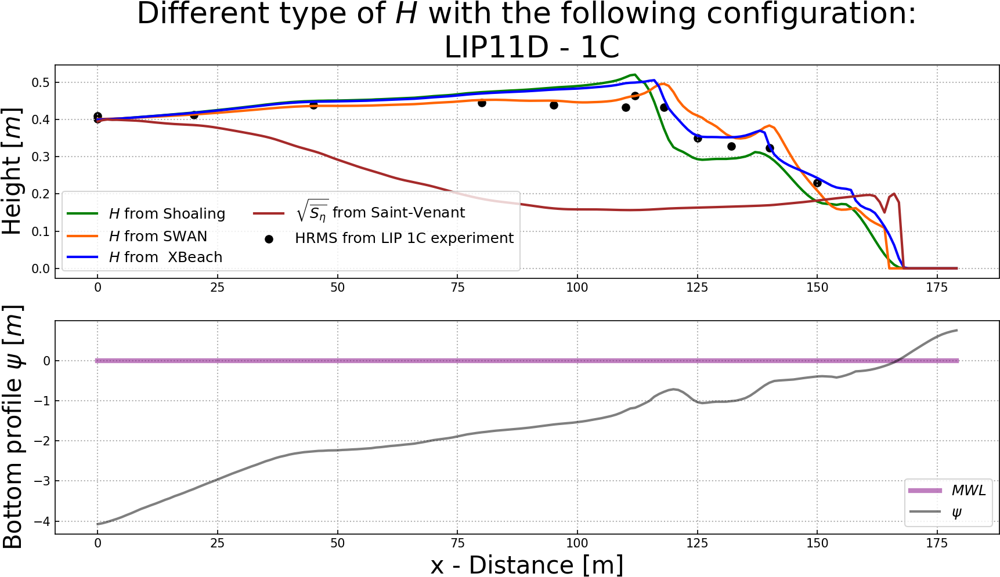 Different type of H with the following configuration:
LIP11D - 1C
Height [m]
0.5
0.4
0.3
0.2
0.1
0.0
H from Shoaling
H from SWAN
H from  XBeach
√S̅η̅ from Saint-Venant
HRMS from LIP 1C experiment
0 25 50 75 100 125 150 175
Bottom profile ψ [m]
0
−1
−2
−3
−4
MWL
ψ
0 25 50 75 100 125 150 175
x - Distance [m]